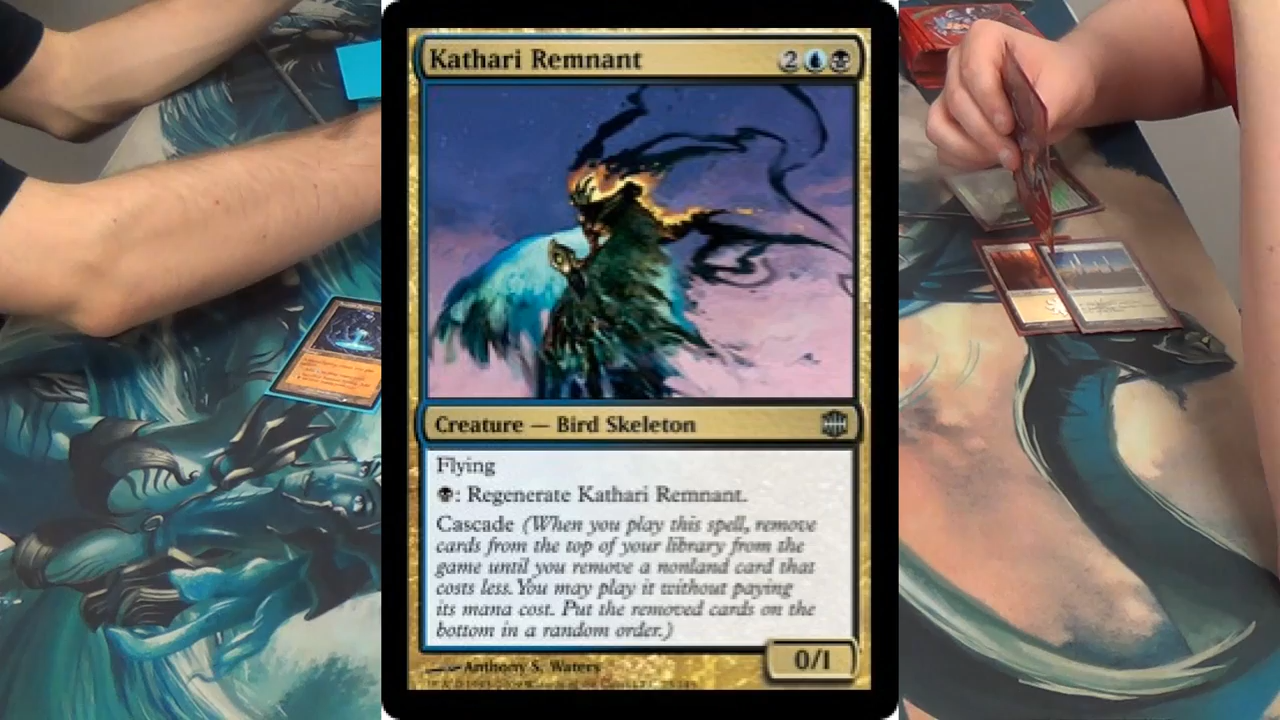 Kathari Remnant 2
Creature — Bird Skeleton
Flying
: Regenerate Kathari Remnant.
Cascade (When you play this spell, remove
cards from the top of your library from the
game until you remove a nonland card that
costs less. You may play it without paying
its mana cost. Put the removed cards on the
bottom in a random order.)
Anthony S. Waters
0/1